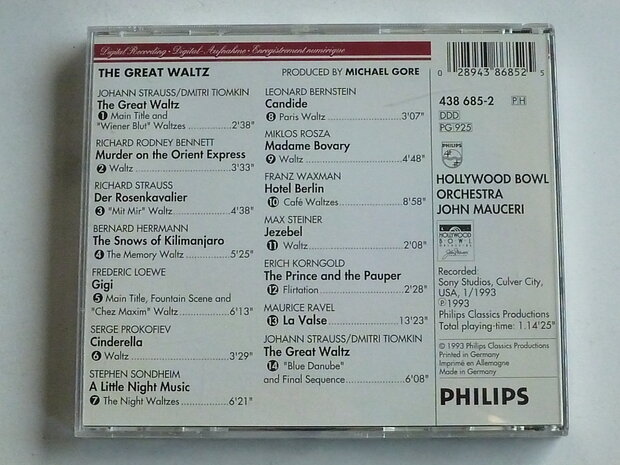 Digital Recording · Digital-Aufnahme · Enregistrement numérique
THE GREAT WALTZ
PRODUCED BY MICHAEL GORE
JOHANN STRAUSS/DMITRI TIOMKIN
The Great Waltz
1 Main Title and
"Wiener Blut" Waltzes ..... 2'38"
RICHARD RODNEY BENNETT
Murder on the Orient Express
2 Waltz ..... 3'33"
RICHARD STRAUSS
Der Rosenkavalier
3 "Mit Mir" Waltz ..... 4'38"
BERNARD HERRMANN
The Snows of Kilimanjaro
4 The Memory Waltz ..... 5'25"
FREDERIC LOEWE
Gigi
5 Main Title, Fountain Scene and
"Chez Maxim" Waltz ..... 6'13"
SERGE PROKOFIEV
Cinderella
6 Waltz ..... 3'29"
STEPHEN SONDHEIM
A Little Night Music
7 The Night Waltzes ..... 6'21"
LEONARD BERNSTEIN
Candide
8 Paris Waltz ..... 3'07"
MIKLOS ROSZA
Madame Bovary
9 Waltz ..... 4'48"
FRANZ WAXMAN
Hotel Berlin
10 Café Waltzes ..... 8'58"
MAX STEINER
Jezebel
11 Waltz ..... 2'08"
ERICH KORNGOLD
The Prince and the Pauper
12 Flirtation ..... 2'28"
MAURICE RAVEL
13 La Valse ..... 13'23"
JOHANN STRAUSS/DMITRI TIOMKIN
The Great Waltz
14 "Blue Danube"
and Final Sequence ..... 6'08"
0 28943 86852 5
438 685-2 PH
DDD
PG 925
PHILIPS
HOLLYWOOD BOWL
ORCHESTRA
JOHN MAUCERI
HOLLYWOOD
BOWL
Recorded:
Sony Studios, Culver City,
USA, 1/1993
℗1993
Philips Classics Productions
Total playing-time: 1.14'25"
© 1993 Philips Classics Productions
Printed in Germany
Imprimé en Allemagne
Made in Germany
PHILIPS